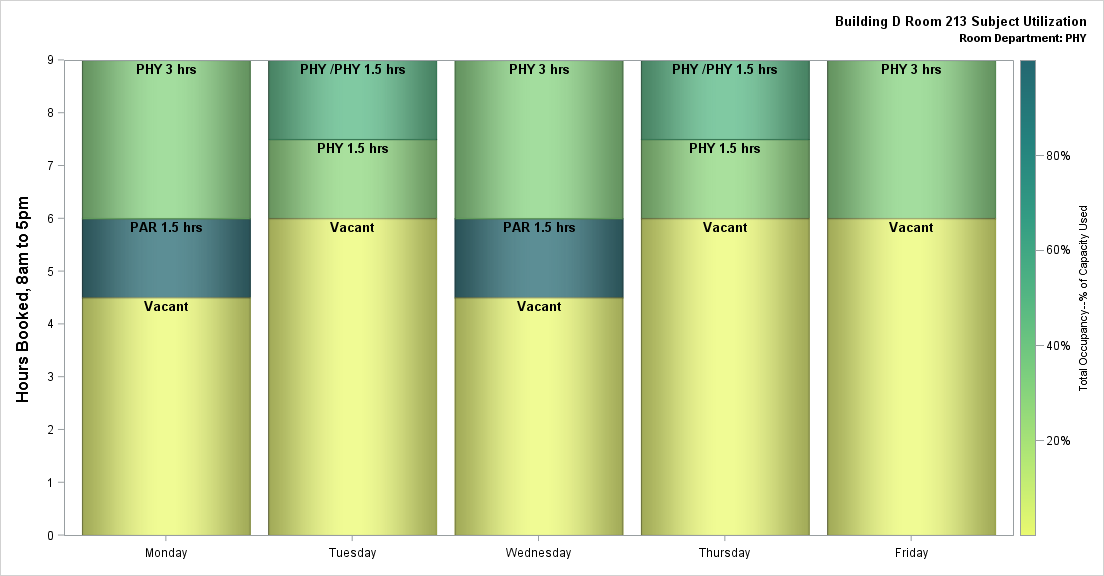 Building D Room 213 Subject Utilization
Room Department: PHY
Hours Booked, 8am to 5pm
9
8
7
6
5
4
3
2
1
0
PHY 3 hrs
PAR 1.5 hrs
Vacant
PHY /PHY 1.5 hrs
PHY 1.5 hrs
Vacant
PHY 3 hrs
PAR 1.5 hrs
Vacant
PHY /PHY 1.5 hrs
PHY 1.5 hrs
Vacant
PHY 3 hrs
Vacant
Monday
Tuesday
Wednesday
Thursday
Friday
80%
60%
40%
20%
Total Occupancy--% of Capacity Used